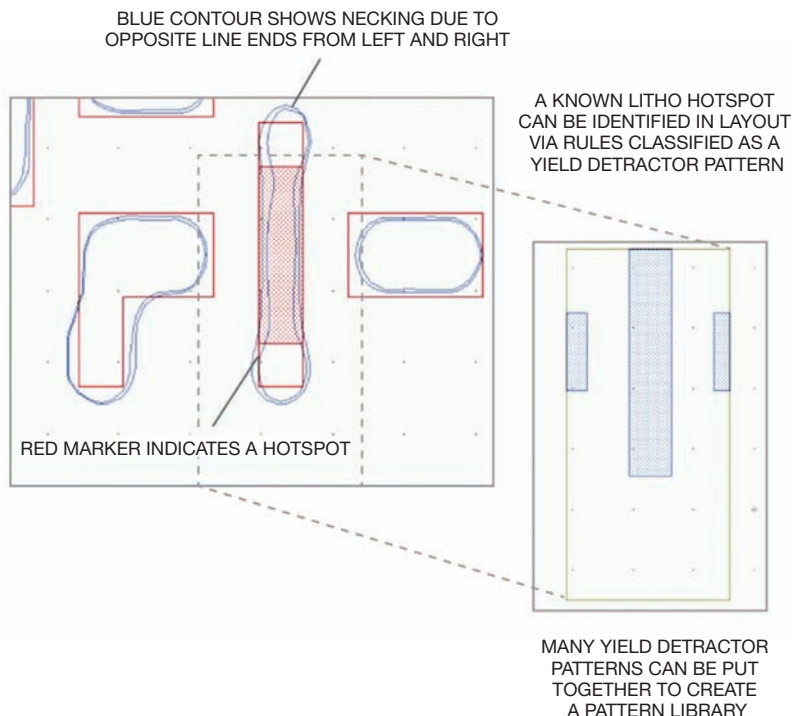 BLUE CONTOUR SHOWS NECKING DUE TO
OPPOSITE LINE ENDS FROM LEFT AND RIGHT
A KNOWN LITHO HOTSPOT
CAN BE IDENTIFIED IN LAYOUT
VIA RULES CLASSIFIED AS A
YIELD DETRACTOR PATTERN
RED MARKER INDICATES A HOTSPOT
MANY YIELD DETRACTOR
PATTERNS CAN BE PUT
TOGETHER TO CREATE
A PATTERN LIBRARY